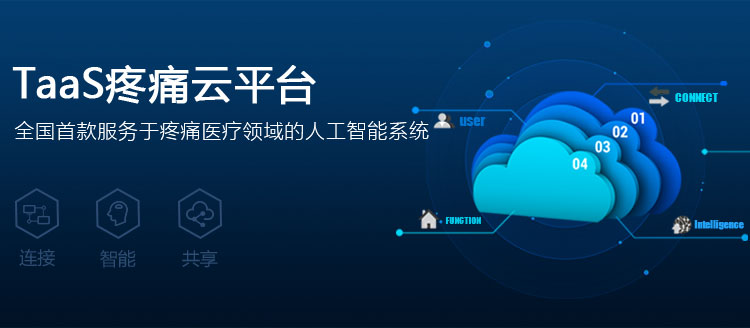 TaaS疼痛云平台
全国首款服务于疼痛医疗领域的人工智能系统
连接
智能
共享
CONNECT
user
01
02
03
04
FUNCTION
Intelligence